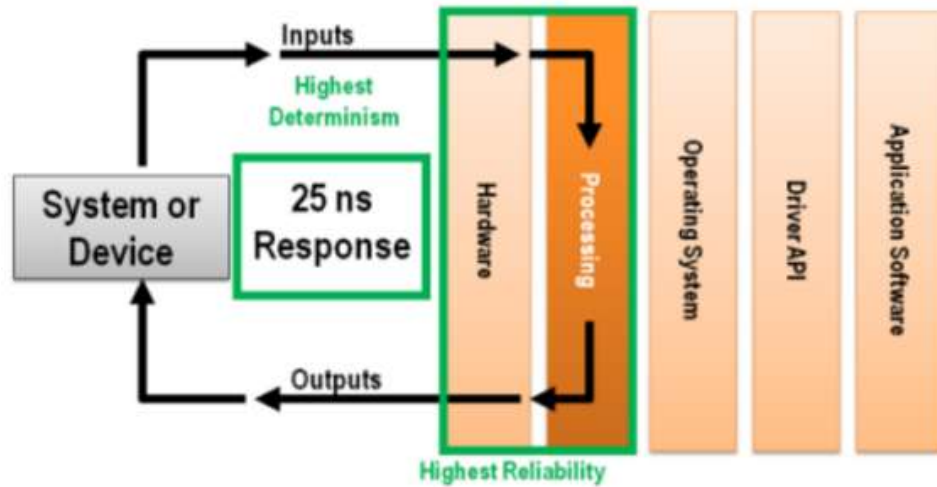 Inputs
Highest
Determinism
System or
Device
25 ns
Response
Hardware
Processing
Operating System
Driver API
Application Software
Outputs
Highest Reliability